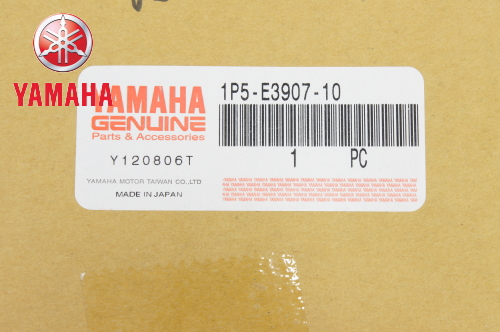 YAMAHA
YAMAHA
GENUINE
Parts & Accessories
Y120806T
YAMAHA MOTOR TAIWAN CO.,LTD
MADE IN JAPAN
1P5-E3907-10
1 PC